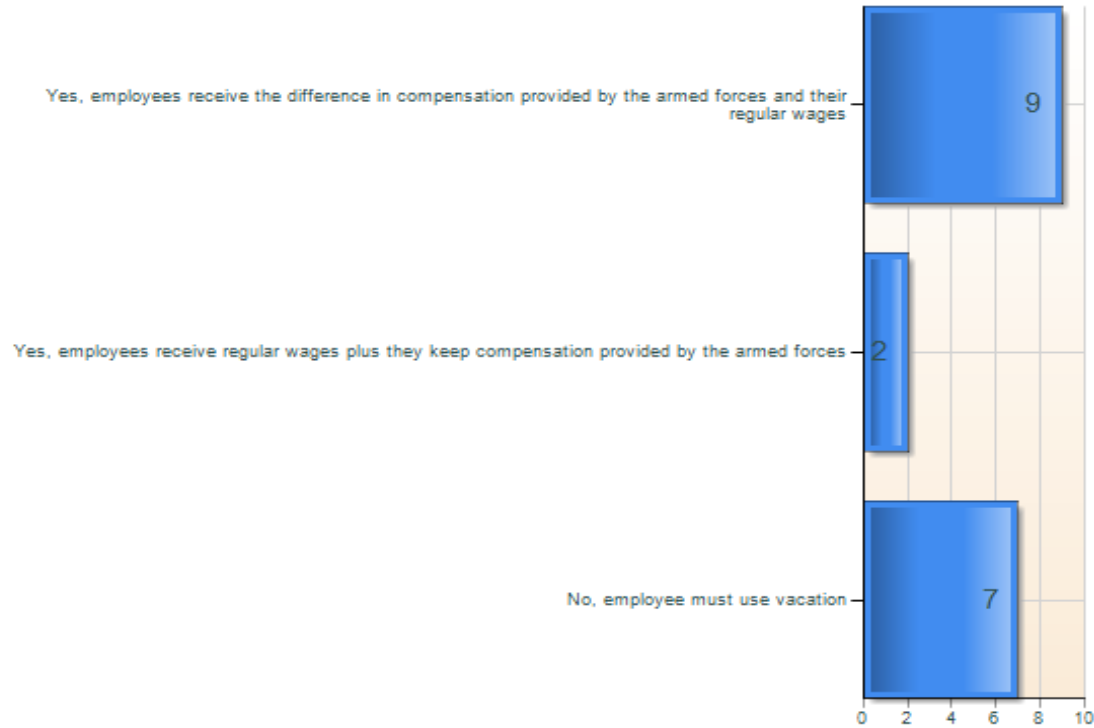 Yes, employees receive the difference in compensation provided by the armed forces and their
regular wages
9
Yes, employees receive regular wages plus they keep compensation provided by the armed forces
2
No, employee must use vacation
7
0 2 4 6 8 10